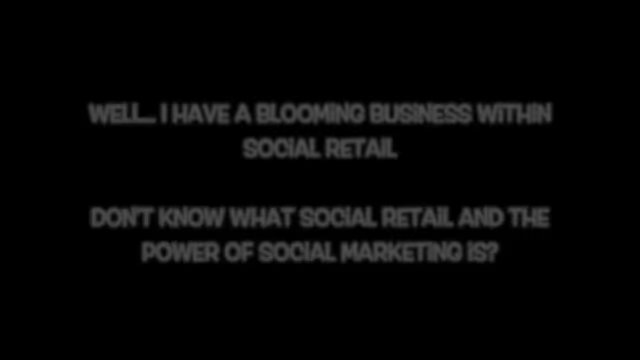 WELL... I HAVE A BLOOMING BUSINESS WITHIN
SOCIAL RETAIL
DON'T KNOW WHAT SOCIAL RETAIL AND THE
POWER OF SOCIAL MARKETING IS?